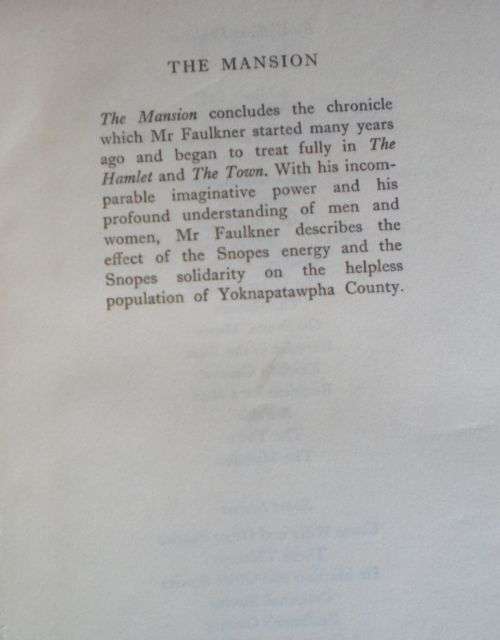 THE MANSION
The Mansion concludes the chronicle
which Mr Faulkner started many years
ago and began to treat fully in The
Hamlet and The Town. With his incom-
parable imaginative power and his
profound understanding of men and
women, Mr Faulkner describes the
effect of the Snopes energy and the
Snopes solidarity on the helpless
population of Yoknapatawpha County.